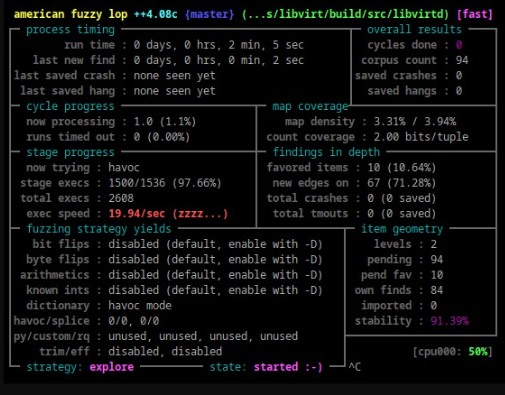 american fuzzy lop ++4.08c {master} (...s/libvirt/build/src/libvirtd) [fast]
process timing
overall results
run time : 0 days, 0 hrs, 2 min, 5 sec
cycles done : 0
last new find : 0 days, 0 hrs, 0 min, 2 sec
corpus count : 94
last saved crash : none seen yet
saved crashes : 0
last saved hang : none seen yet
saved hangs : 0
cycle progress
map coverage
now processing : 1.0 (1.1%)
map density : 3.31% / 3.94%
runs timed out : 0 (0.00%)
count coverage : 2.00 bits/tuple
stage progress
findings in depth
now trying : havoc
favored items : 10 (10.64%)
stage execs : 1500/1536 (97.66%)
new edges on : 67 (71.28%)
total execs : 2608
total crashes : 0 (0 saved)
exec speed : 19.94/sec (zzzz...)
total tmouts : 0 (0 saved)
fuzzing strategy yields
item geometry
bit flips : disabled (default, enable with -D)
levels : 2
byte flips : disabled (default, enable with -D)
pending : 94
arithmetics : disabled (default, enable with -D)
pend fav : 10
known ints : disabled (default, enable with -D)
own finds : 84
dictionary : havoc mode
imported : 0
havoc/splice : 0/0, 0/0
stability : 91.39%
py/custom/rq : unused, unused, unused, unused
trim/eff : disabled, disabled
[cpu000: 50%]
strategy: explore
state: started :-)
^C